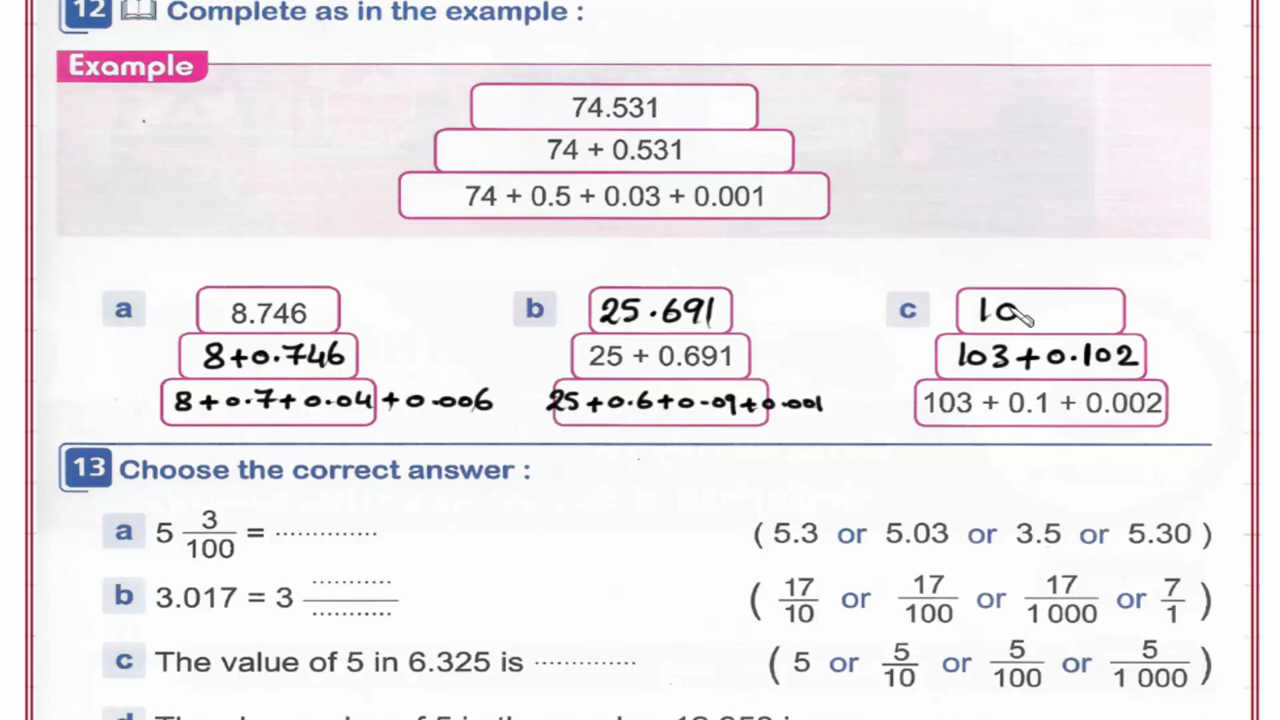 12 Complete as in the example :
Example
74.531
74 + 0.531
74 + 0.5 + 0.03 + 0.001
a 8.746
8+0.746
8+0.7+0.04+0.006
b 25.691
25 + 0.691
25+0.6+0.09+0.001
c 10
103+0.102
103 + 0.1 + 0.002
13 Choose the correct answer :
a 5 3/100 = .............. ( 5.3 or 5.03 or 3.5 or 5.30 )
b 3.017 = 3 ........... / ........... ( 17/10 or 17/100 or 17/1 000 or 7/1 )
c The value of 5 in 6.325 is .............. ( 5 or 5/10 or 5/100 or 5/1 000 )